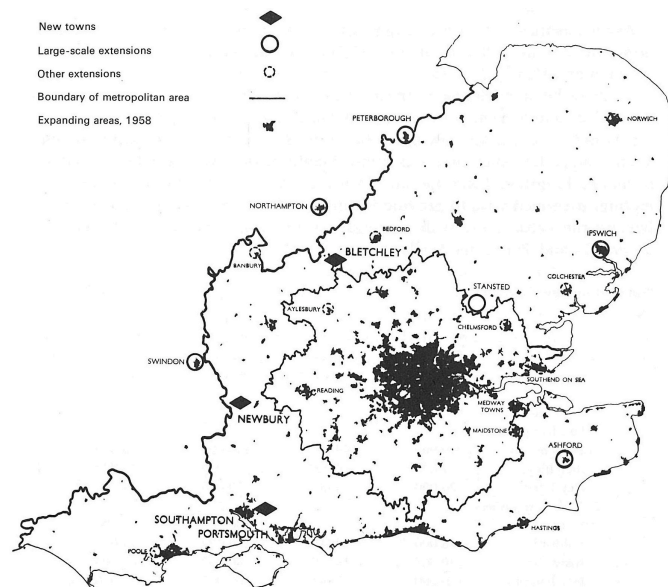 New towns
Large-scale extensions
Other extensions
Boundary of metropolitan area
Expanding areas, 1958
PETERBOROUGH
NORWICH
NORTHAMPTON
BEDFORD
IPSWICH
BANBURY
BLETCHLEY
STANSTED
COLCHESTER
AYLESBURY
CHELMSFORD
SWINDON
READING
SOUTHEND ON SEA
NEWBURY
MEDWAY
TOWNS
MAIDSTONE
ASHFORD
SOUTHAMPTON
PORTSMOUTH
HASTINGS
POOLE